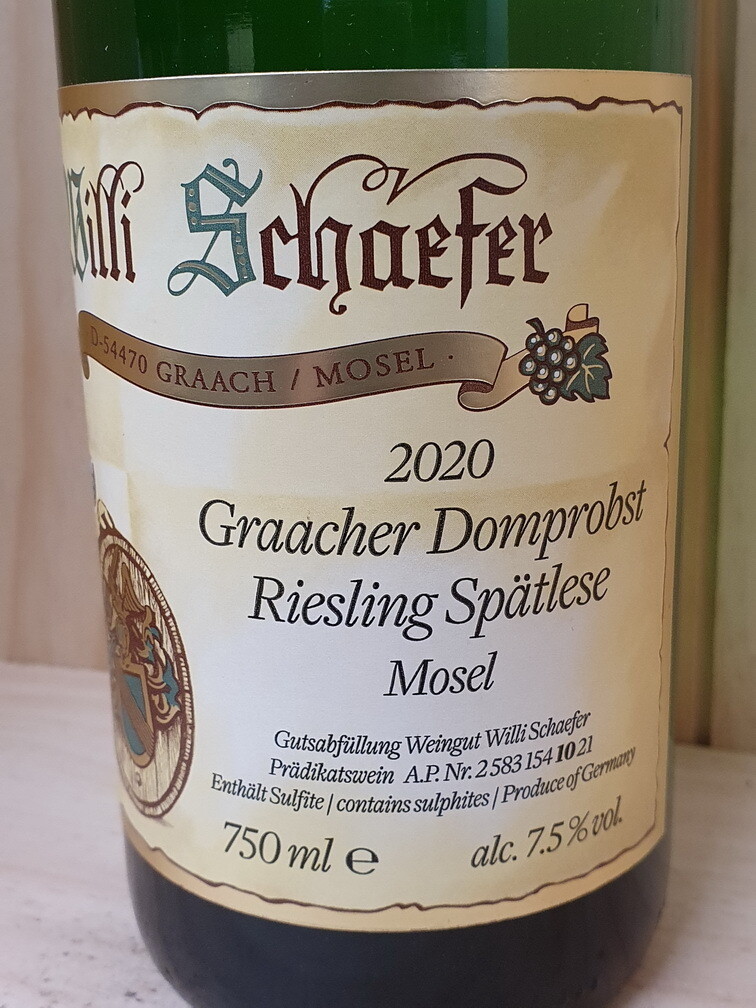 Willi Schaefer
D-54470 GRAACH / MOSEL ·
2020
Graacher Domprobst
Riesling Spätlese
Mosel
Gutsabfüllung Weingut Willi Schaefer
Prädikatswein A.P. Nr. 2 583 154 10 21
Enthält Sulfite | contains sulphites | Produce of Germany
750 ml e alc. 7.5 % vol.